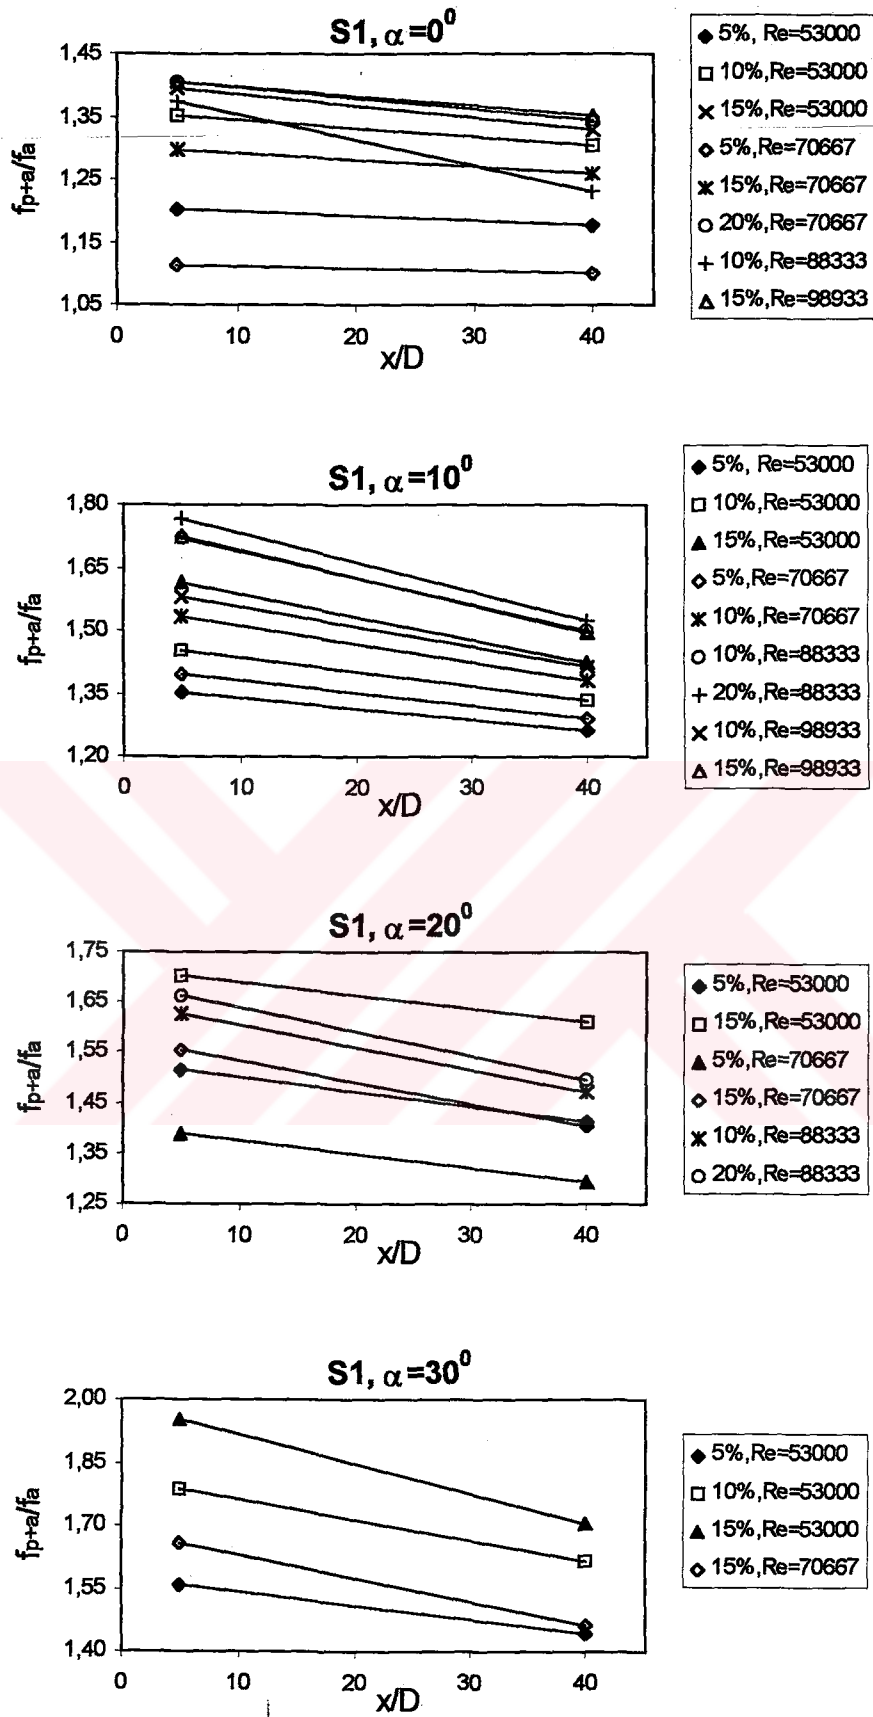 S1, α=0⁰
fp+a/fa
1,45
1,35
1,25
1,15
1,05
0
10
20
30
40
x/D
5%, Re=53000
10%,Re=53000
15%,Re=53000
5%,Re=70667
15%,Re=70667
20%,Re=70667
10%,Re=88333
15%,Re=98933
S1, α=10⁰
fp+a/fa
1,80
1,65
1,50
1,35
1,20
0
10
20
30
40
x/D
5%, Re=53000
10%,Re=53000
15%,Re=53000
5%,Re=70667
10%,Re=70667
10%,Re=88333
20%,Re=88333
10%,Re=98933
15%,Re=98933
S1, α=20⁰
fp+a/fa
1,75
1,65
1,55
1,45
1,35
1,25
0
10
20
30
40
x/D
5%,Re=53000
15%,Re=53000
5%,Re=70667
15%,Re=70667
10%,Re=88333
20%,Re=88333
S1, α=30⁰
fp+a/fa
2,00
1,85
1,70
1,55
1,40
0
10
20
30
40
x/D
5%,Re=53000
10%,Re=53000
15%,Re=53000
15%,Re=70667